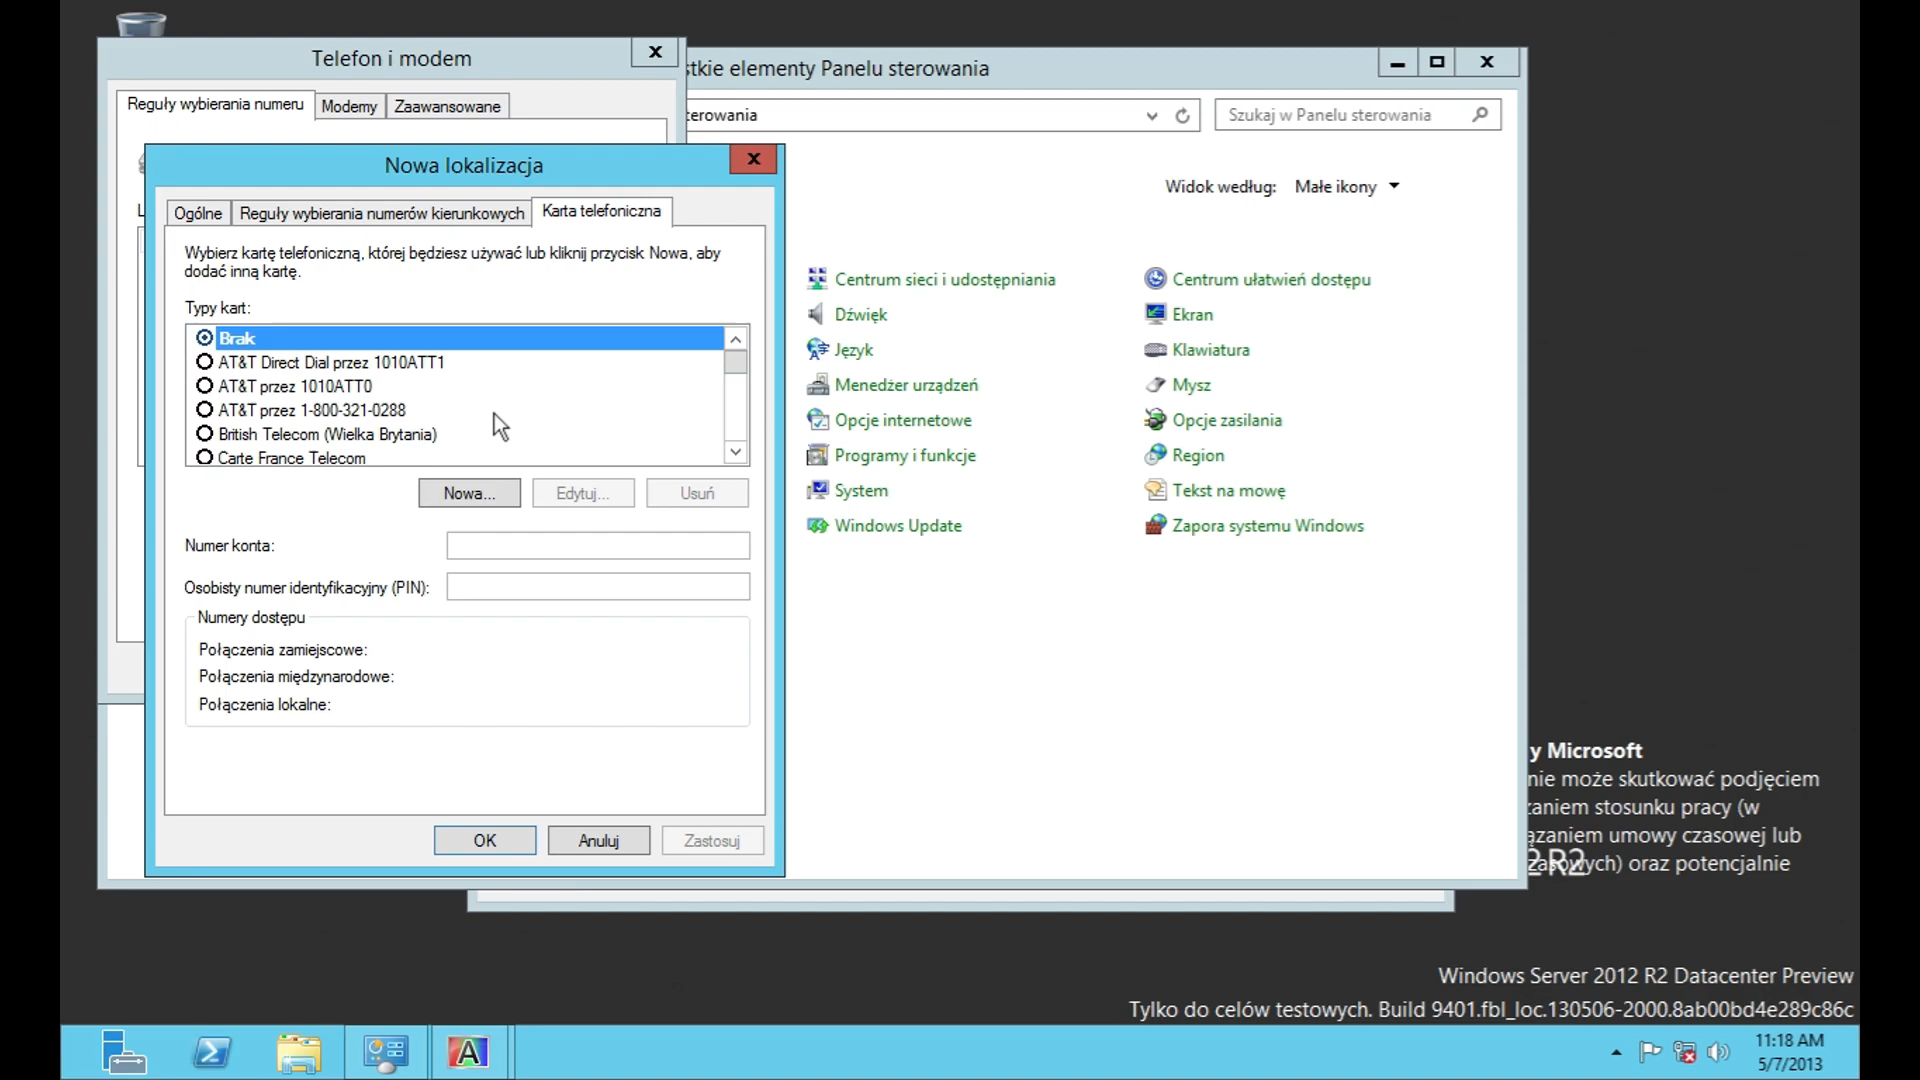 Telefon i modem
Reguły wybierania numeru
Modemy
Zaawansowane
stkie elementy Panelu sterowania
terowania
Szukaj w Panelu sterowania
Widok według: Małe ikony
Nowa lokalizacja
Ogólne
Reguły wybierania numerów kierunkowych
Karta telefoniczna
Wybierz kartę telefoniczną, której będziesz używać lub kliknij przycisk Nowa, aby
dodać inną kartę.
Typy kart:
Brak
AT&T Direct Dial przez 1010ATT1
AT&T przez 1010ATT0
AT&T przez 1-800-321-0288
British Telecom (Wielka Brytania)
Carte France Telecom
Nowa...
Edytuj...
Usuń
Numer konta:
Osobisty numer identyfikacyjny (PIN):
Numery dostępu
Połączenia zamiejscowe:
Połączenia międzynarodowe:
Połączenia lokalne:
OK
Anuluj
Zastosuj
Centrum sieci i udostępniania
Dźwięk
Język
Menedżer urządzeń
Opcje internetowe
Programy i funkcje
System
Windows Update
Centrum ułatwień dostępu
Ekran
Klawiatura
Mysz
Opcje zasilania
Region
Tekst na mowę
Zapora systemu Windows
y Microsoft
nie może skutkować podjęciem
zaniem stosunku pracy (w
ązaniem umowy czasowej lub
zasowych) oraz potencjalnie
2 R2
Windows Server 2012 R2 Datacenter Preview
Tylko do celów testowych. Build 9401.fbl_loc.130506-2000.8ab00bd4e289c86c
11:18 AM
5/7/2013